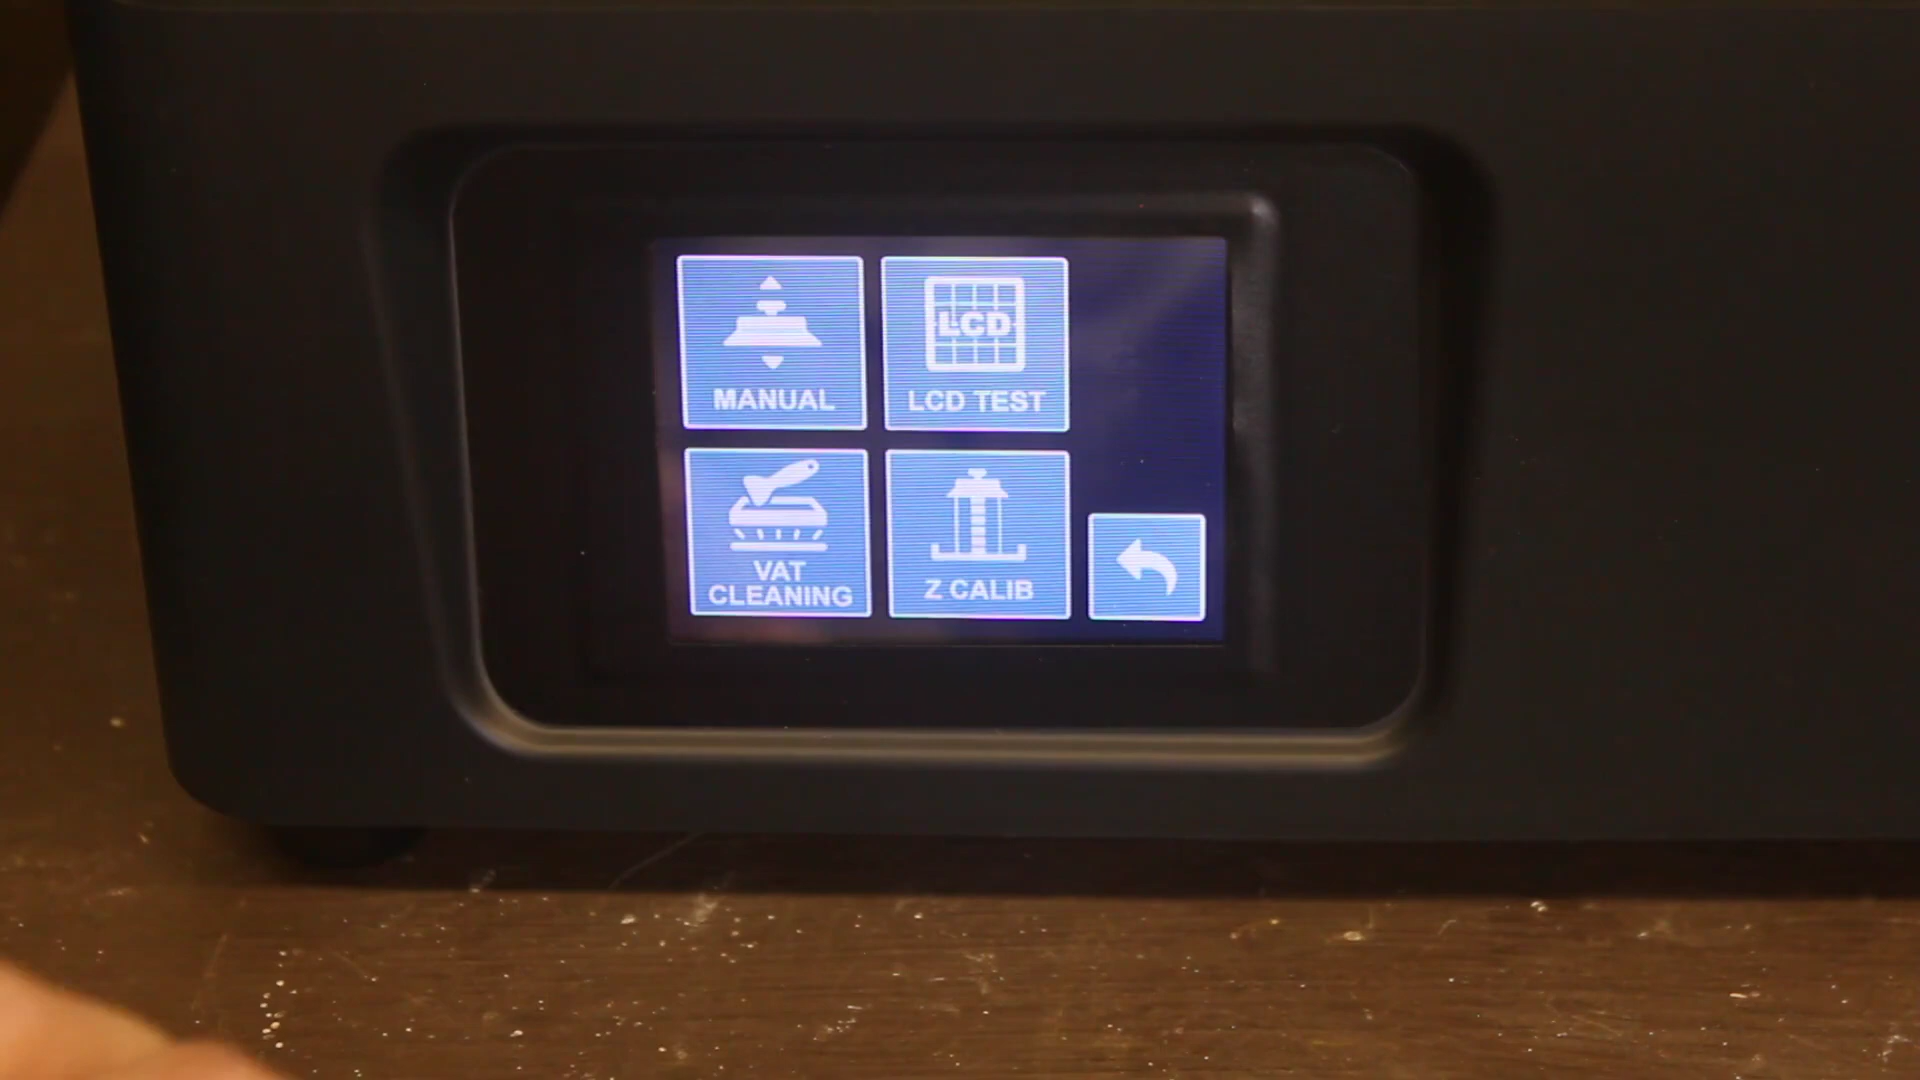 LCD
MANUAL
LCD TEST
VAT
CLEANING
Z CALIB